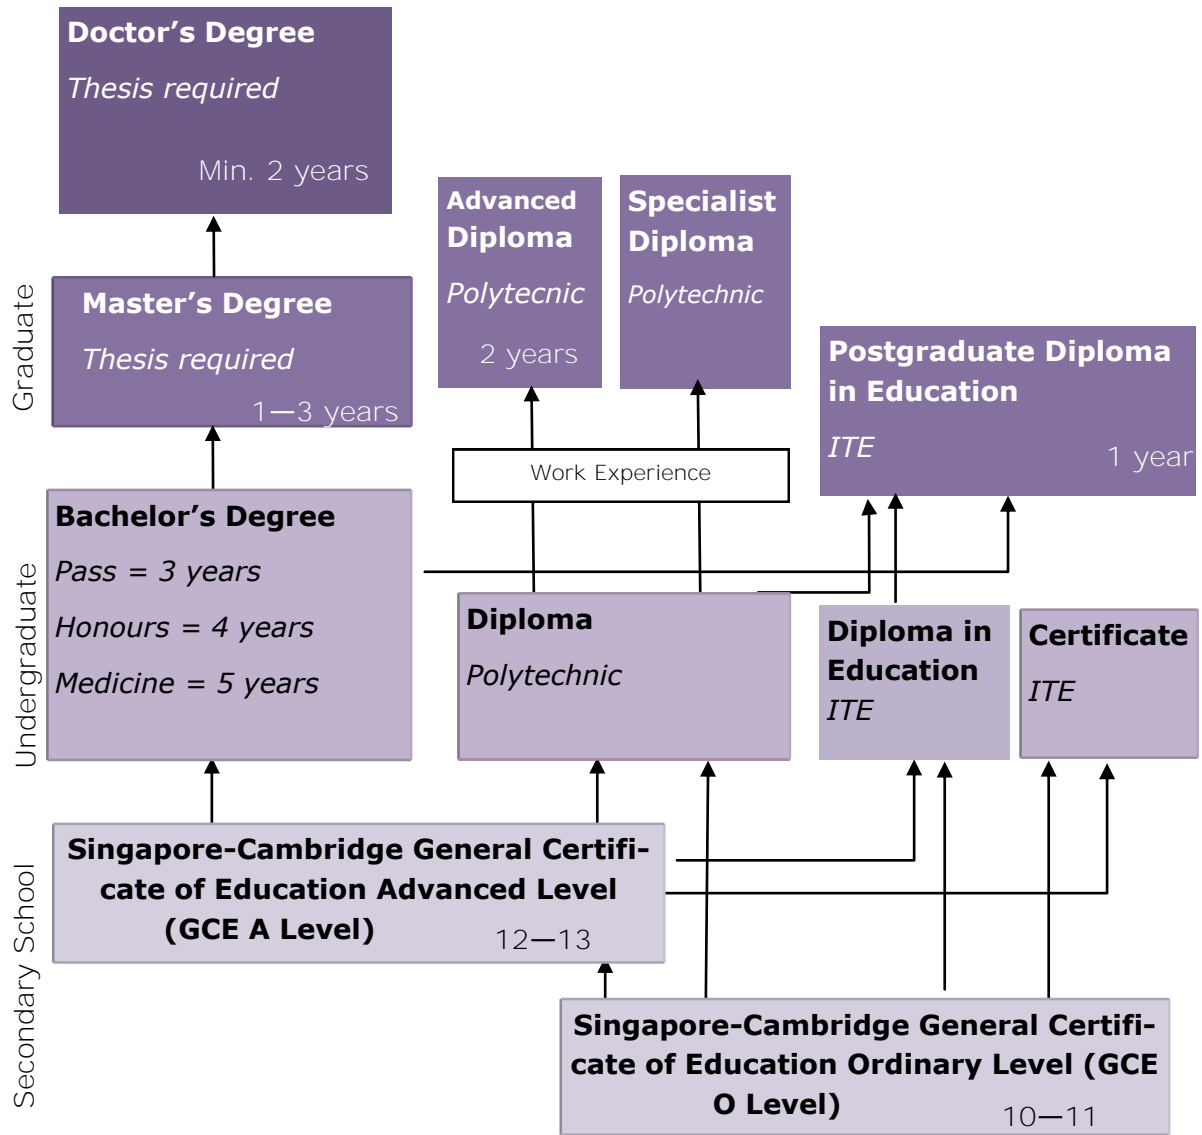 Doctor's Degree
Thesis required
Min. 2 years
Advanced
Diploma
Polytecnic
2 years
Specialist
Diploma
Polytechnic
Graduate
Master's Degree
Thesis required
1—3 years
Postgraduate Diploma
in Education
ITE
1 year
Work Experience
Undergraduate
Bachelor's Degree
Pass = 3 years
Honours = 4 years
Medicine = 5 years
Diploma
Polytechnic
Diploma in
Education
ITE
Certificate
ITE
Secondary School
Singapore-Cambridge General Certifi-
cate of Education Advanced Level
(GCE A Level)
12—13
Singapore-Cambridge General Certifi-
cate of Education Ordinary Level (GCE
O Level)
10—11